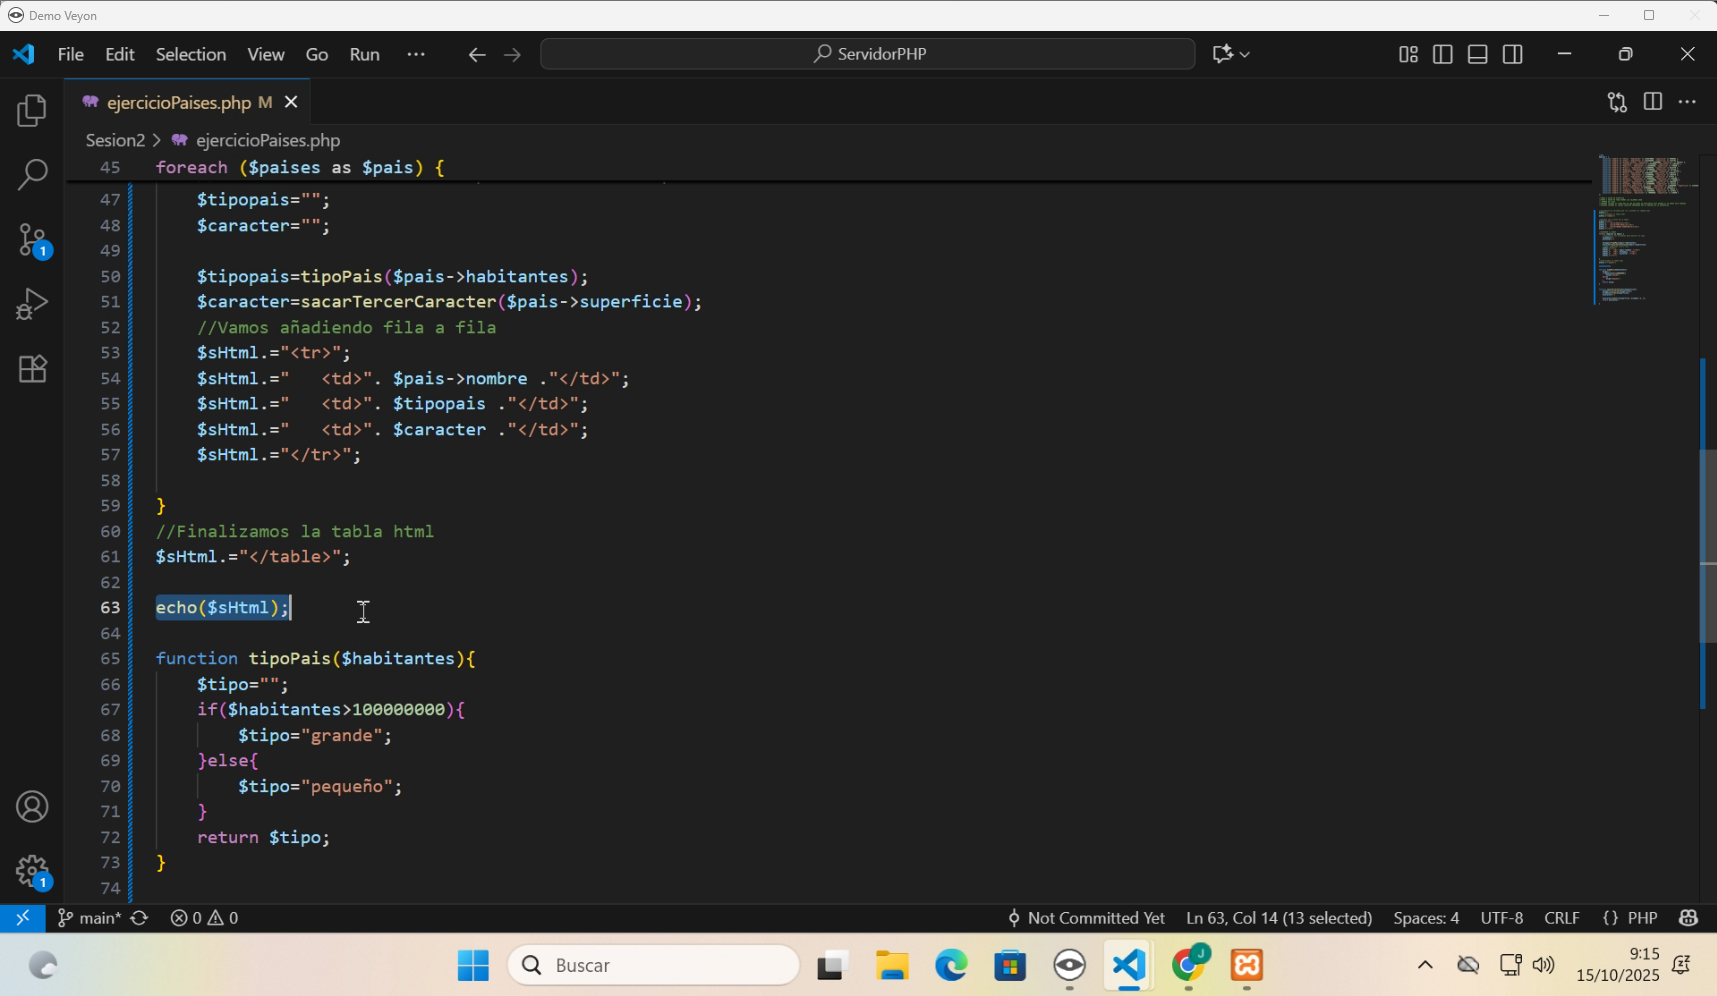 Demo Veyon
File Edit Selection View Go Run ··· ServidorPHP
ejercicioPaises.php M
Sesion2 > ejercicioPaises.php
45 foreach ($paises as $pais) {
47 $tipopais="";
48 $caracter="";
49
50 $tipopais=tipoPais($pais->habitantes);
51 $caracter=sacarTercerCaracter($pais->superficie);
52 //Vamos añadiendo fila a fila
53 $sHtml.="<tr>";
54 $sHtml.="   <td>". $pais->nombre ."</td>";
55 $sHtml.="   <td>". $tipopais ."</td>";
56 $sHtml.="   <td>". $caracter ."</td>";
57 $sHtml.="</tr>";
58
59 }
60 //Finalizamos la tabla html
61 $sHtml.="</table>";
62
63 echo($sHtml);
64
65 function tipoPais($habitantes){
66 $tipo="";
67 if($habitantes>100000000){
68 $tipo="grande";
69 }else{
70 $tipo="pequeño";
71 }
72 return $tipo;
73 }
74
1
1
main* 0 0 Not Committed Yet Ln 63, Col 14 (13 selected) Spaces: 4 UTF-8 CRLF {} PHP
Buscar
J
9:15
15/10/2025